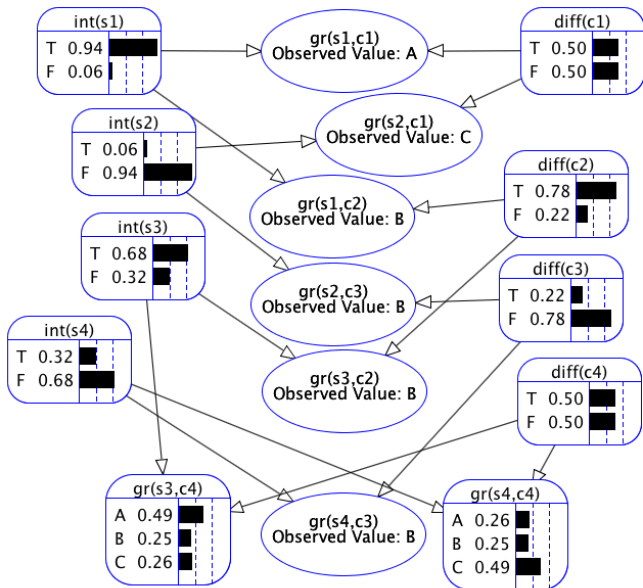 int(s1)
T 0.94
F 0.06
gr(s1,c1)
Observed Value: A
diff(c1)
T 0.50
F 0.50
int(s2)
T 0.06
F 0.94
gr(s2,c1)
Observed Value: C
gr(s1,c2)
Observed Value: B
diff(c2)
T 0.78
F 0.22
int(s3)
T 0.68
F 0.32
gr(s2,c3)
Observed Value: B
diff(c3)
T 0.22
F 0.78
int(s4)
T 0.32
F 0.68
gr(s3,c2)
Observed Value: B
diff(c4)
T 0.50
F 0.50
gr(s3,c4)
A 0.49
B 0.25
C 0.26
gr(s4,c3)
Observed Value: B
gr(s4,c4)
A 0.26
B 0.25
C 0.49